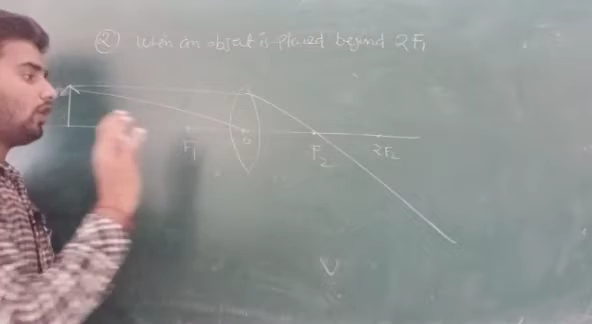 ② When an object is placed beyond 2F₁
F₁
O
F₂
2F₂